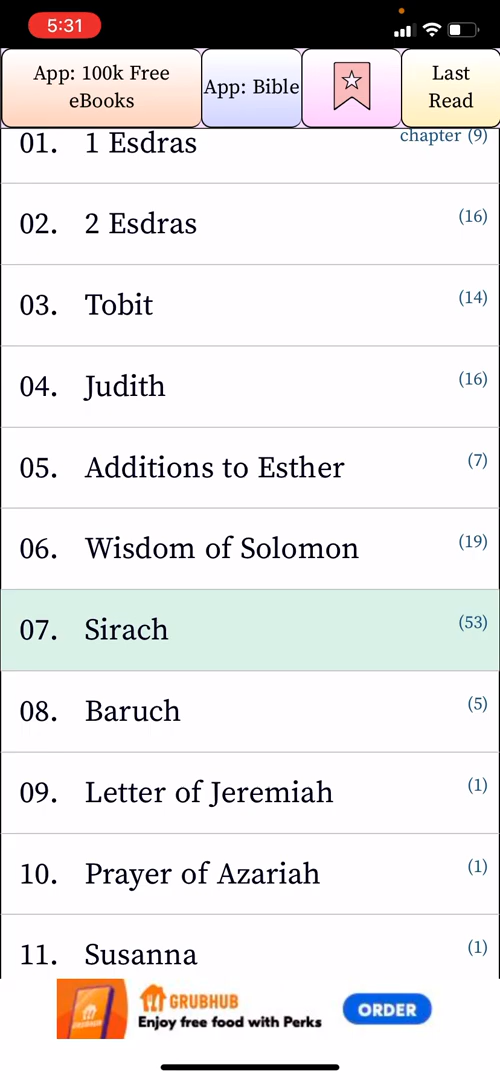 5:31
App: 100k Free
eBooks
App: Bible
Last
Read
01. 1 Esdras chapter (9)
02. 2 Esdras (16)
03. Tobit (14)
04. Judith (16)
05. Additions to Esther (7)
06. Wisdom of Solomon (19)
07. Sirach (53)
08. Baruch (5)
09. Letter of Jeremiah (1)
10. Prayer of Azariah (1)
11. Susanna (1)
GRUBHUB
Enjoy free food with Perks
ORDER